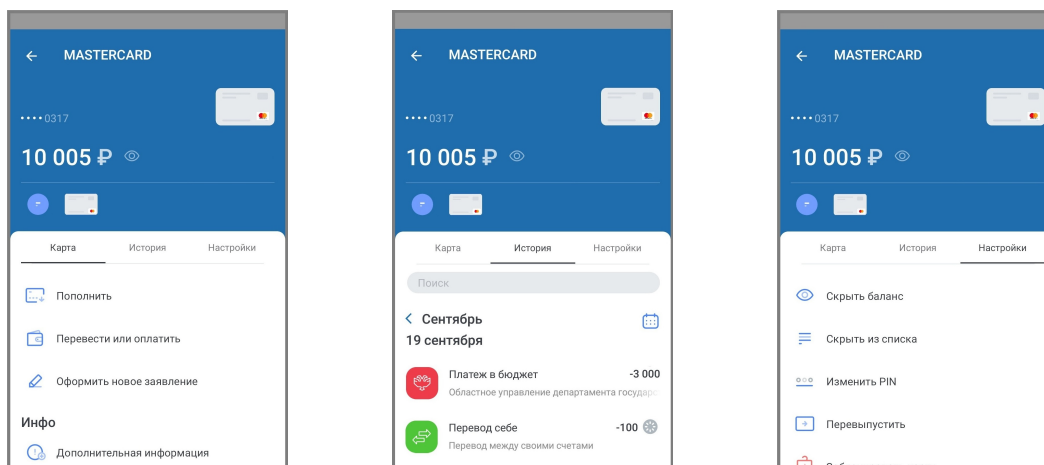 MASTERCARD
•••• 0317
10 005 ₽
Карта История Настройки
Пополнить
Перевести или оплатить
Оформить новое заявление
Инфо
Дополнительная информация
MASTERCARD
•••• 0317
10 005 ₽
Карта История Настройки
Поиск
Сентябрь
19 сентября
Платеж в бюджет -3 000
Областное управление департамента
Перевод себе -100
Перевод между своими счетами
MASTERCARD
•••• 0317
10 005 ₽
Карта История Настройки
Скрыть баланс
Скрыть из списка
Изменить PIN
Перевыпустить